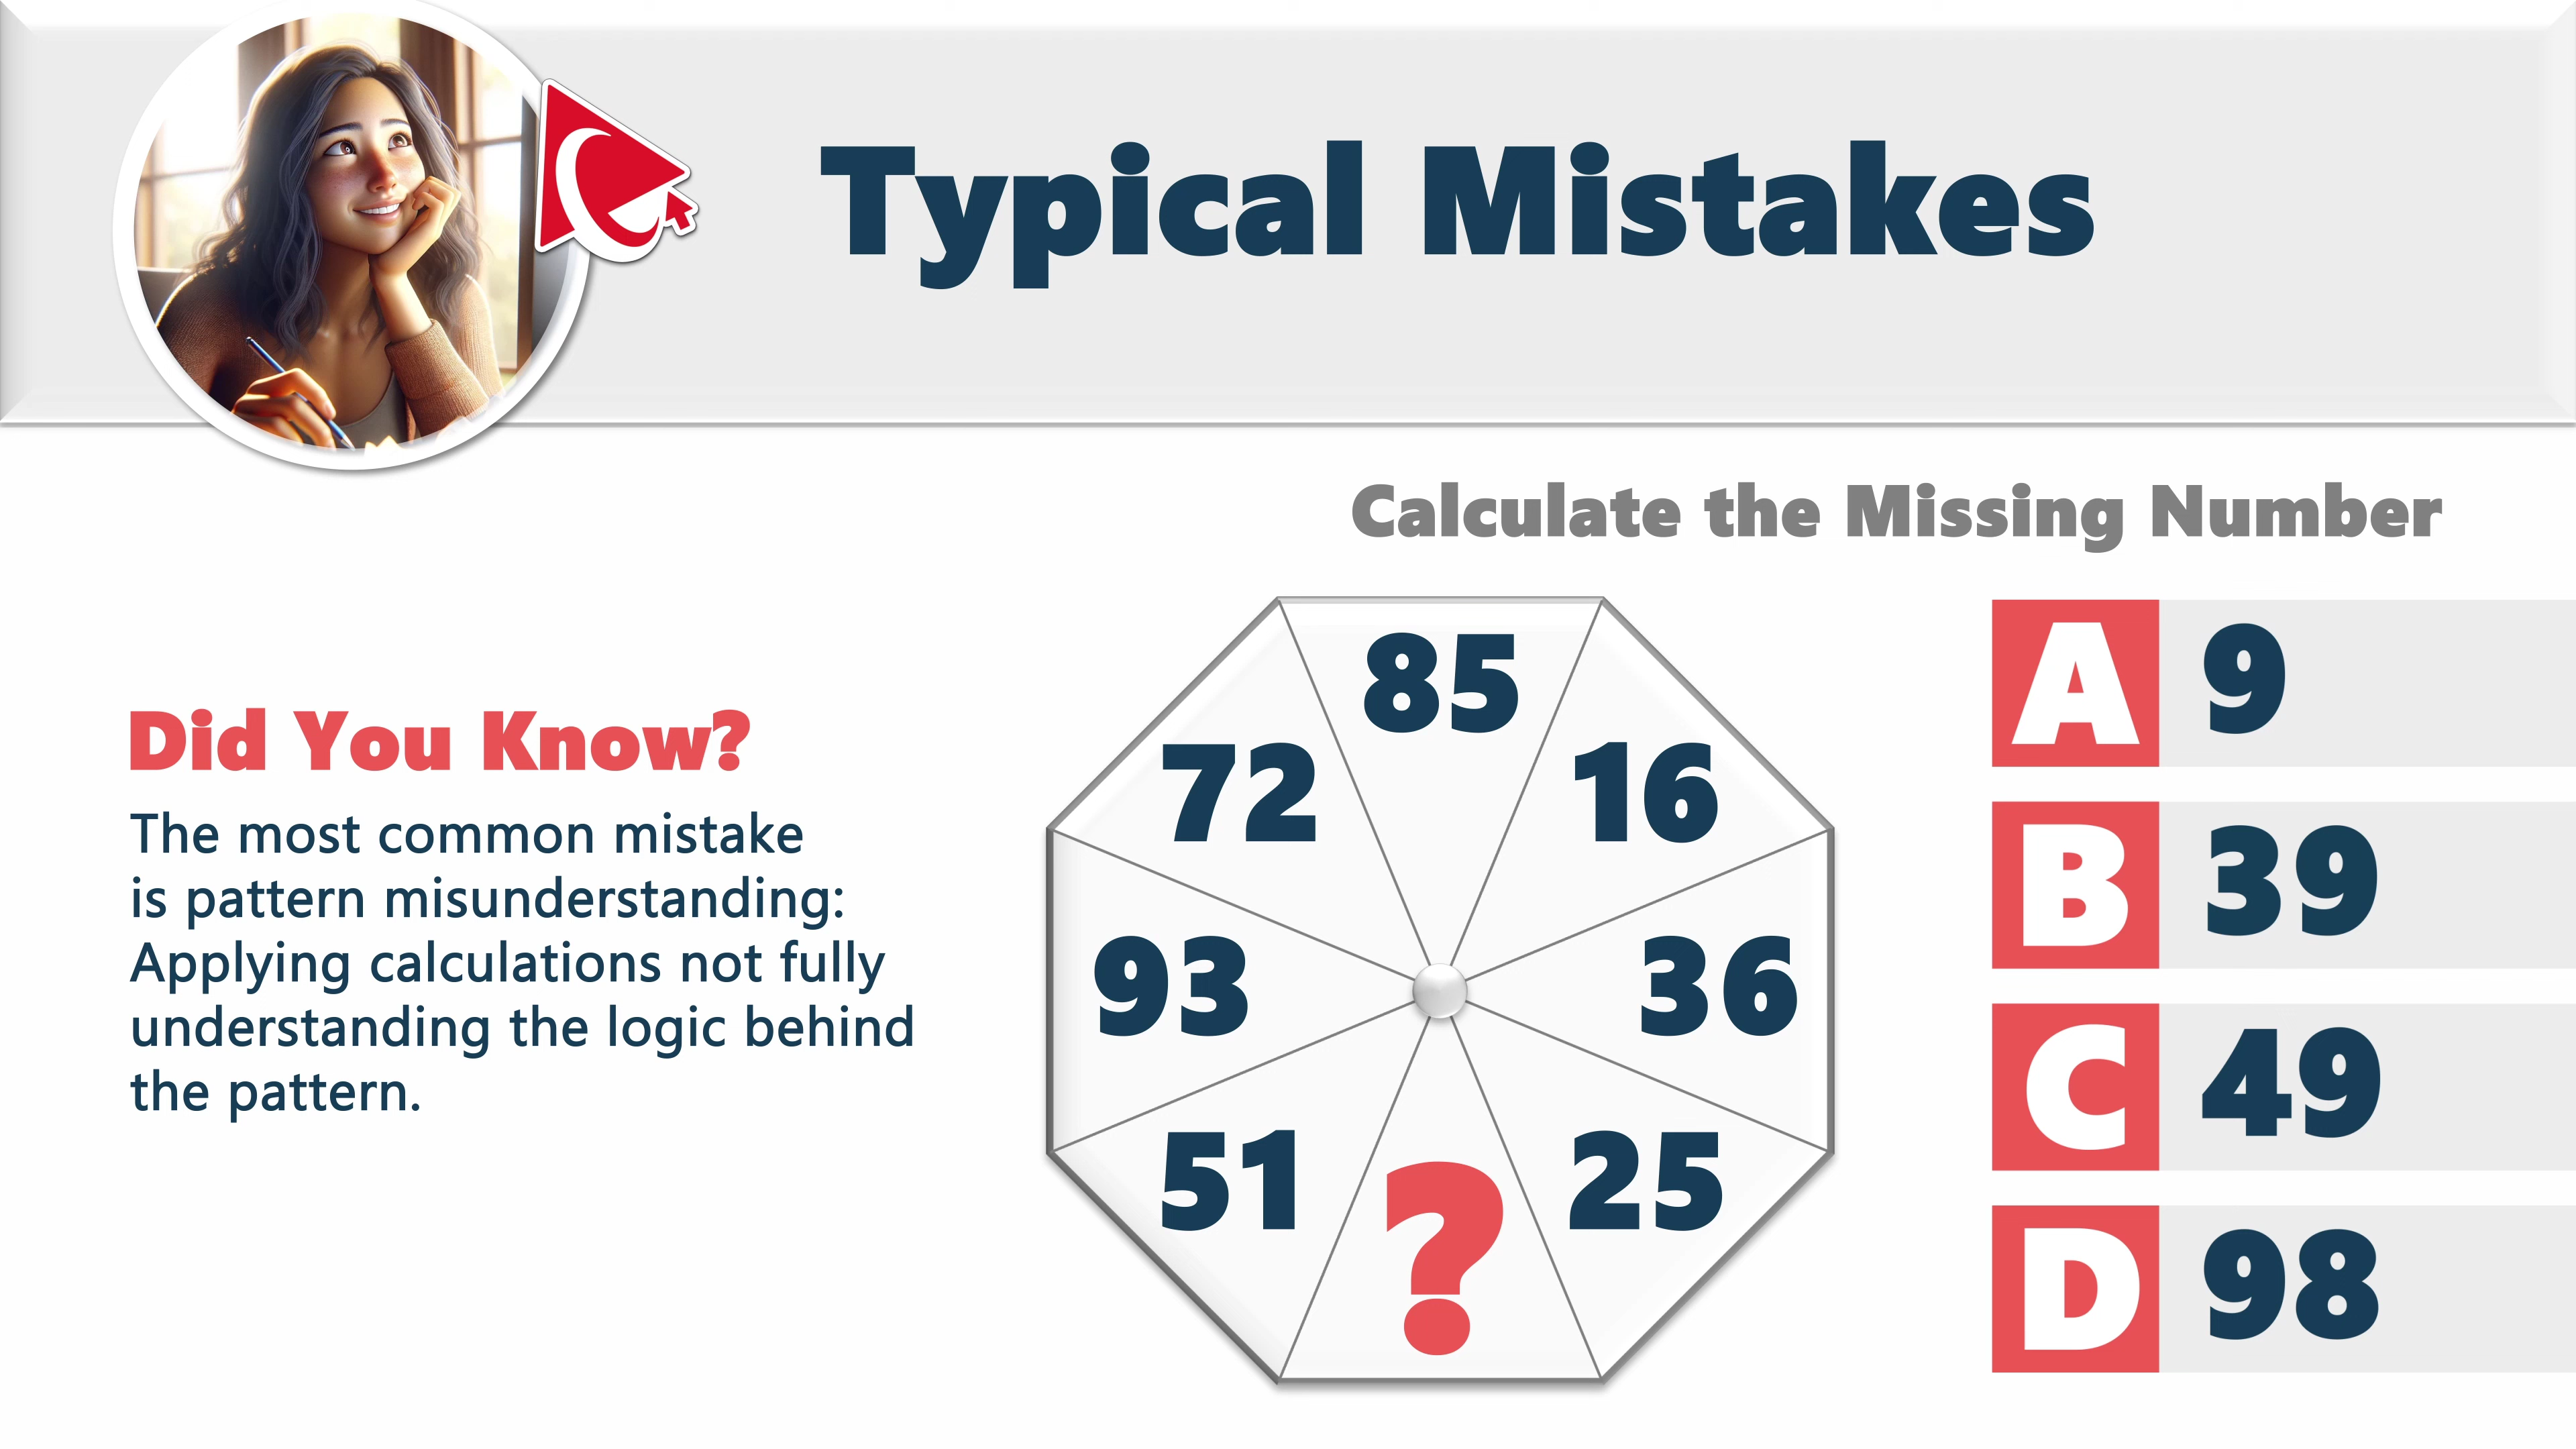 Typical Mistakes
Calculate the Missing Number
Did You Know?
The most common mistake
is pattern misunderstanding:
Applying calculations not fully
understanding the logic behind
the pattern.
85
72
16
93
36
51
25
?
A 9
B 39
C 49
D 98